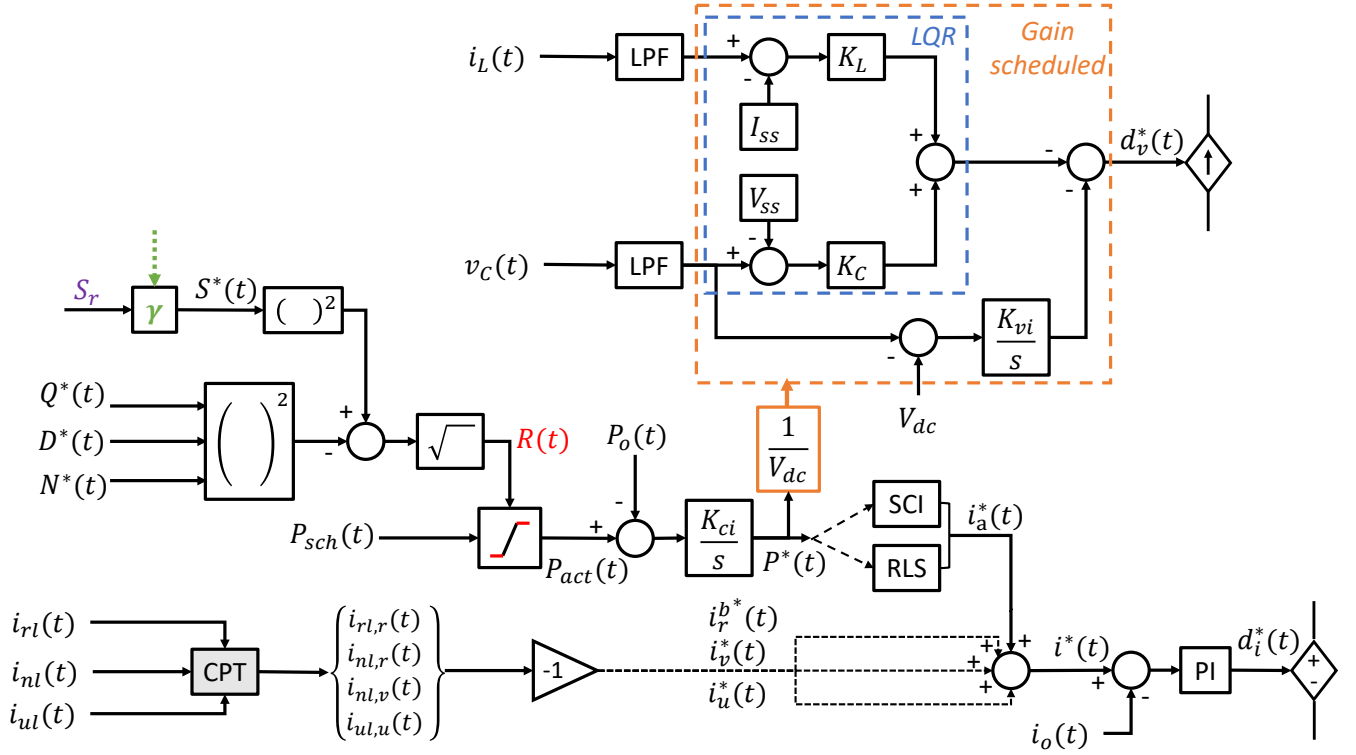 i_L(t)
LPF
+
-
K_L
LQR
Gain
scheduled
I_ss
+
+
-
-
d_v^*(t)
V_ss
-
v_C(t)
LPF
+
K_C
S_r
γ
S^*(t)
( )^2
-
K_vi
s
V_dc
Q^*(t)
D^*(t)
N^*(t)
( )^2
+
-
√
R(t)
P_o(t)
1
V_dc
P_sch(t)
P_act(t)
+
-
K_ci
s
P^*(t)
SCI
RLS
i_a^*(t)
i_rl(t)
i_nl(t)
i_ul(t)
CPT
i_rl,r(t)
i_nl,r(t)
i_nl,v(t)
i_ul,u(t)
-1
i_r^b*(t)
i_v^*(t)
i_u^*(t)
+
+
+
+
i^*(t)
+
-
i_o(t)
PI
d_i^*(t)
+
-